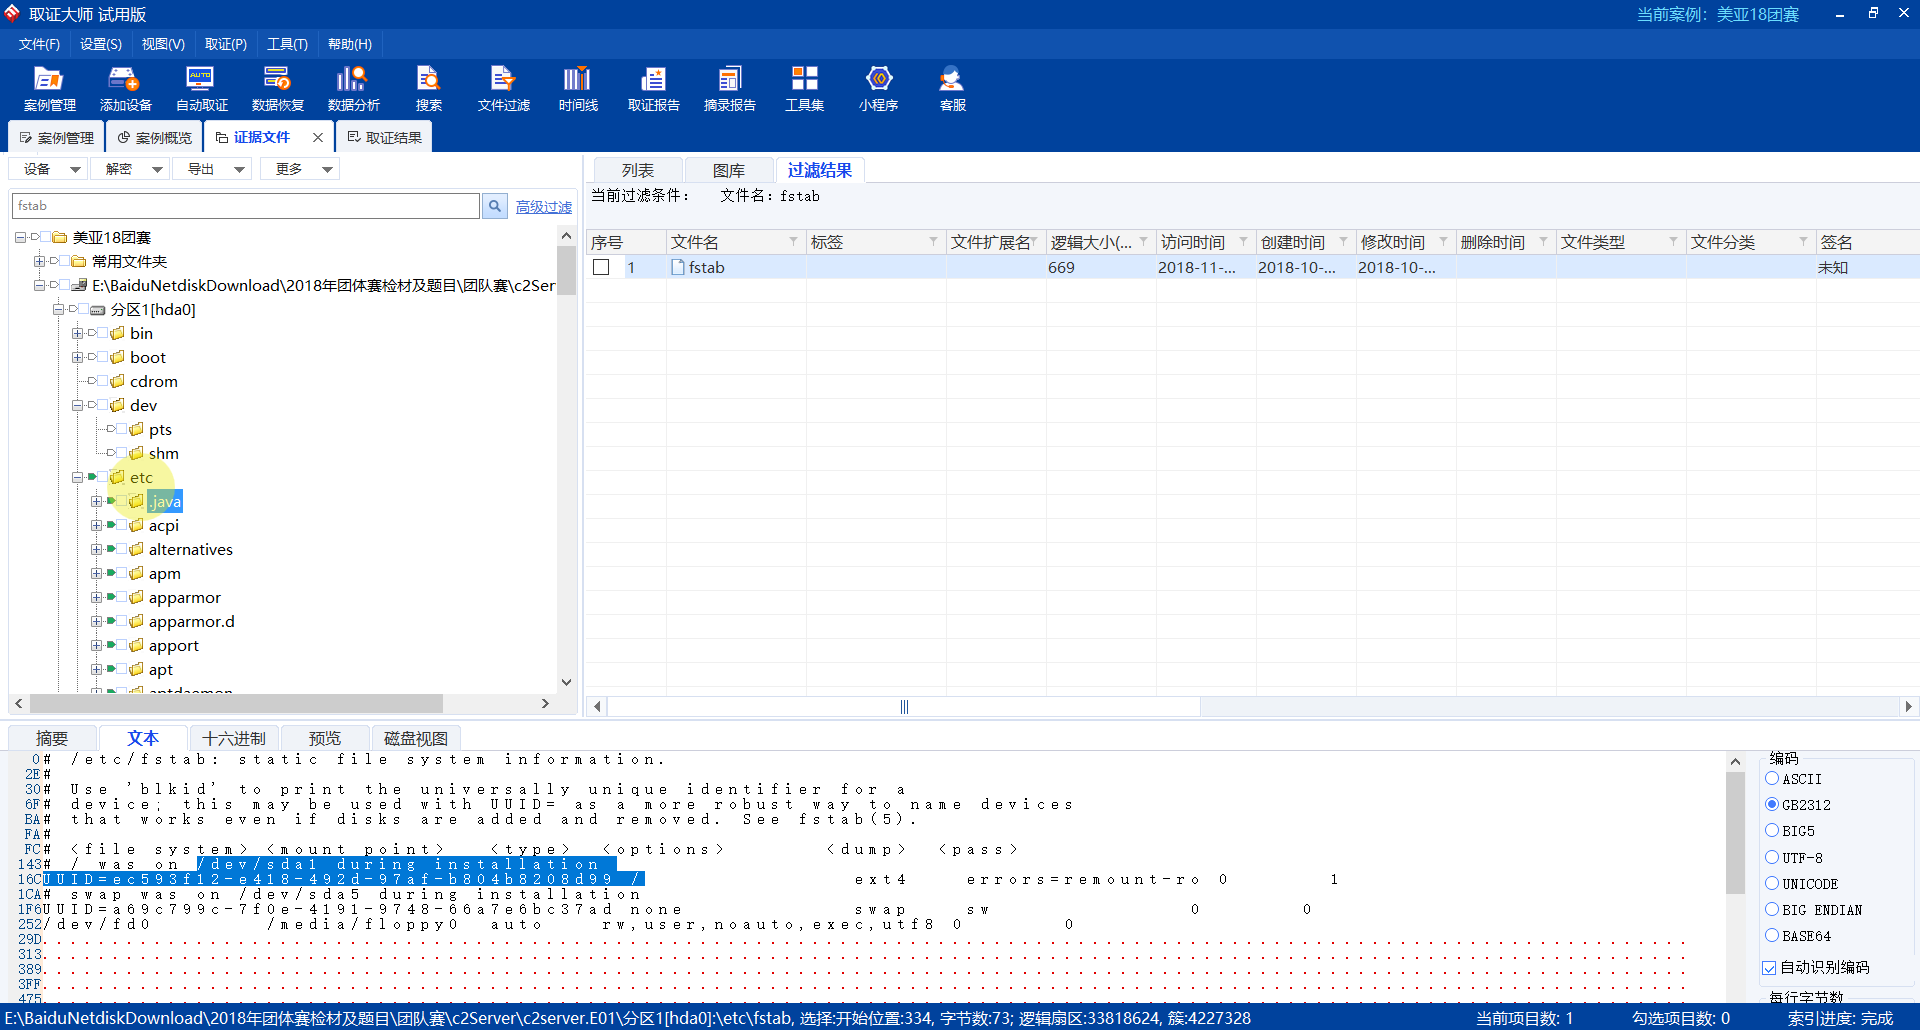 取证大师 试用版
当前案例：美亚18团赛
文件(F) 设置(S) 视图(V) 取证(P) 工具(T) 帮助(H)
案例管理 添加设备 自动取证 数据恢复 数据分析 搜索 文件过滤 时间线 取证报告 摘录报告 工具集 小程序 客服
案例管理 案例概览 证据文件 取证结果
设备 解密 导出 更多
fstab
高级过滤
美亚18团赛
常用文件夹
E:\BaiduNetdiskDownload\2018年团体赛检材及题目\团队赛\c2Ser
分区1[hda0]
bin
boot
cdrom
dev
pts
shm
etc
.java
acpi
alternatives
apm
apparmor
apparmor.d
apport
apt
aptdaemon
列表 图库 过滤结果
当前过滤条件： 文件名：fstab
序号 文件名 标签 文件扩展名 逻辑大小(... 访问时间 创建时间 修改时间 删除时间 文件类型 文件分类 签名
1 fstab 669 2018-11-... 2018-10-... 2018-10-... 未知
摘要 文本 十六进制 预览 磁盘视图
0# /etc/fstab: static file system information.
2E#
30# Use 'blkid' to print the universally unique identifier for a
6F# device; this may be used with UUID= as a more robust way to name devices
BA# that works even if disks are added and removed. See fstab(5).
FA#
FC# <file system> <mount point> <type> <options> <dump> <pass>
143# / was on /dev/sda1 during installation
16CUUID=ec593f12-e418-492d-97af-b804b8208d99 / ext4 errors=remount-ro 0 1
1CA# swap was on /dev/sda5 during installation
1F6UUID=a69c799c-7f0e-4191-9748-66a7e6bc37ad none swap sw 0 0
252/dev/fd0 /media/floppy0 auto rw,user,noauto,exec,utf8 0 0
29D
313
389
3FF
475
编码
ASCII
GB2312
BIG5
UTF-8
UNICODE
BIG ENDIAN
BASE64
自动识别编码
每行字节数
E:\BaiduNetdiskDownload\2018年团体赛检材及题目\团队赛\c2Server\c2server.E01\分区1[hda0]:\etc\fstab, 选择:开始位置:334, 字节数:73; 逻辑扇区:33818624, 簇:4227328
当前项目数: 1 勾选项目数: 0 索引进度: 完成